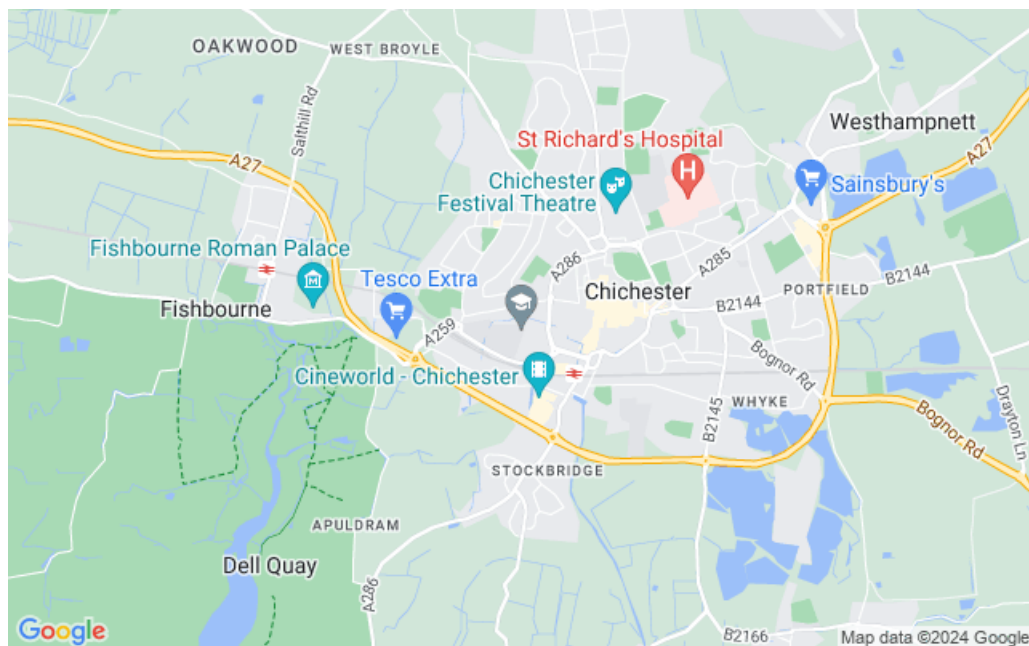 OAKWOOD
WEST BROYLE
Salthill Rd
A27
Westhampnett
A27
St Richard's Hospital
H
Chichester
Festival Theatre
Sainsbury's
Fishbourne Roman Palace
M
Tesco Extra
A286
A285
B2144
Chichester
B2144
PORTFIELD
Fishbourne
A259
Cineworld - Chichester
Bognor Rd
WHYKE
B2145
Bognor Rd
Drayton Ln
STOCKBRIDGE
APULDRAM
Dell Quay
A286
B2166
Google
Map data ©2024 Google